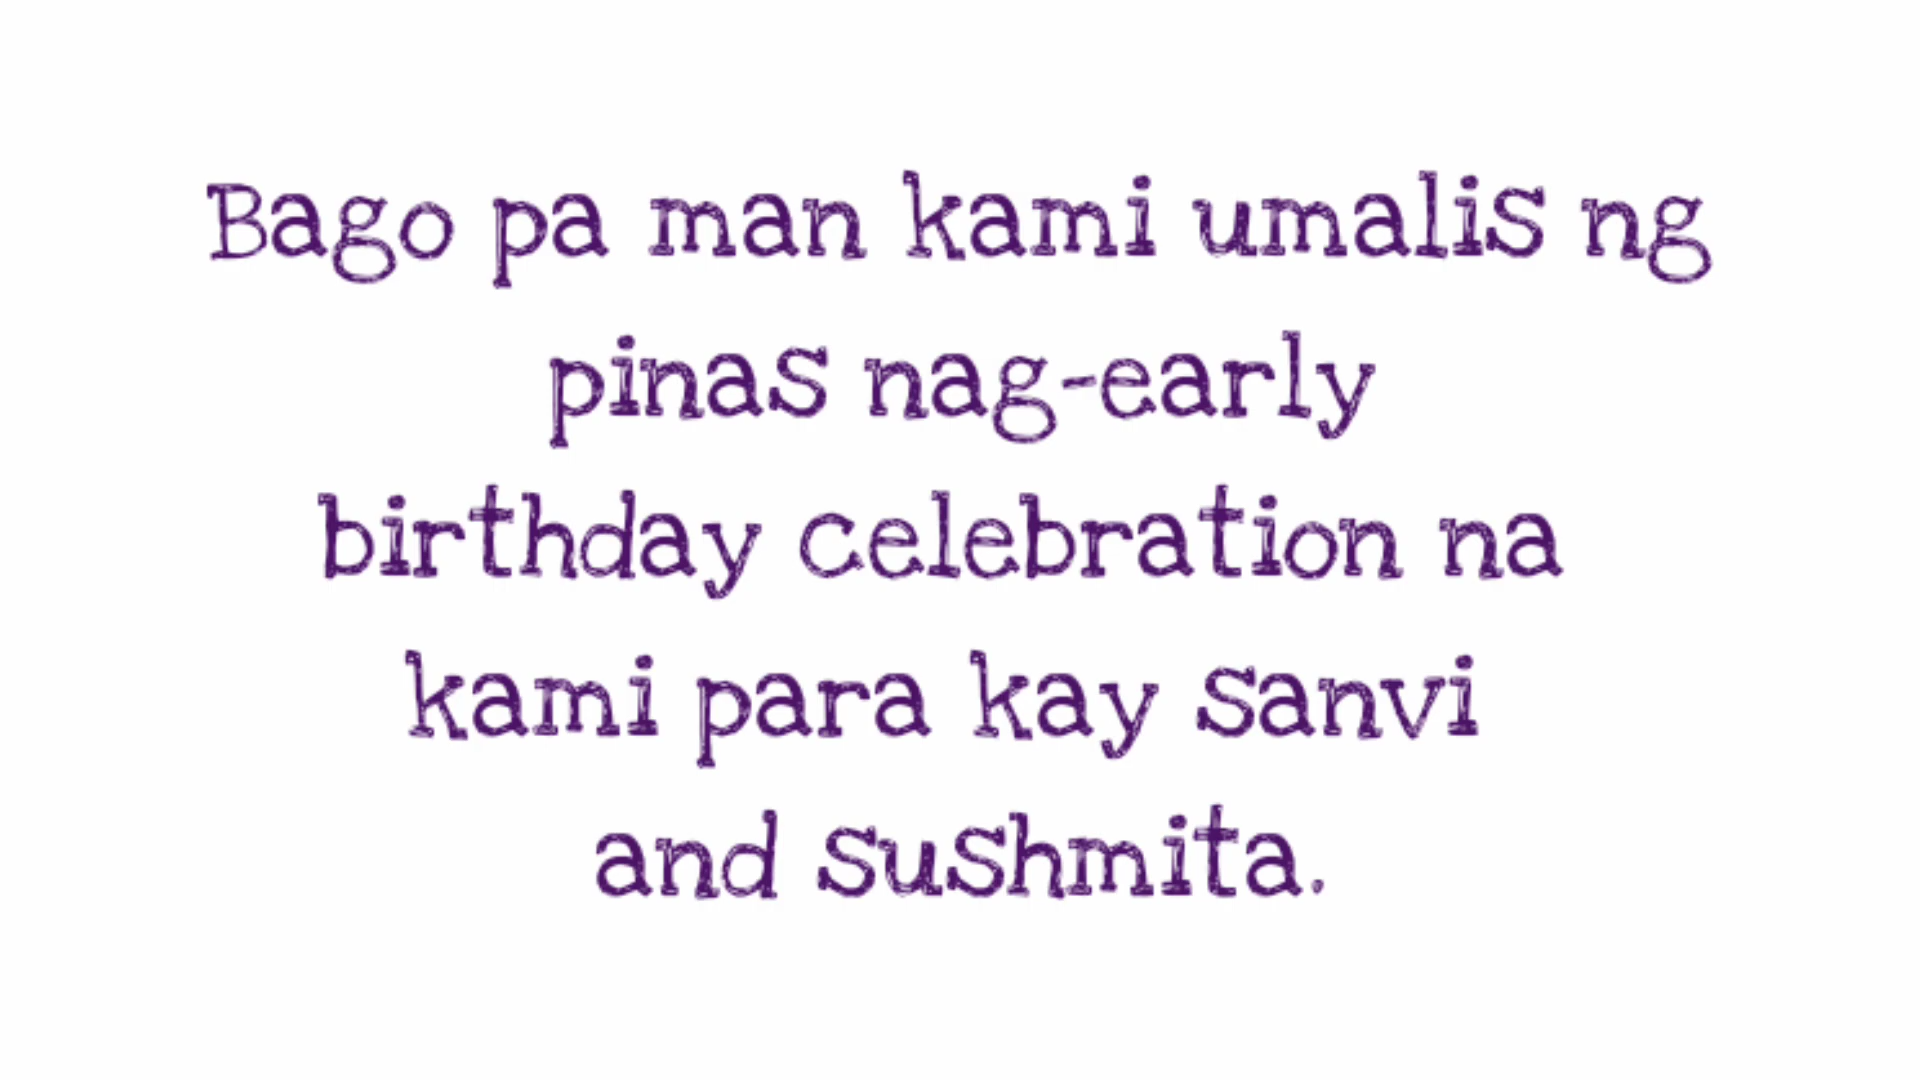 Bago pa man kami umalis ng
pinas nag-early
birthday celebration na
kami para kay sanvi
and sushmita.